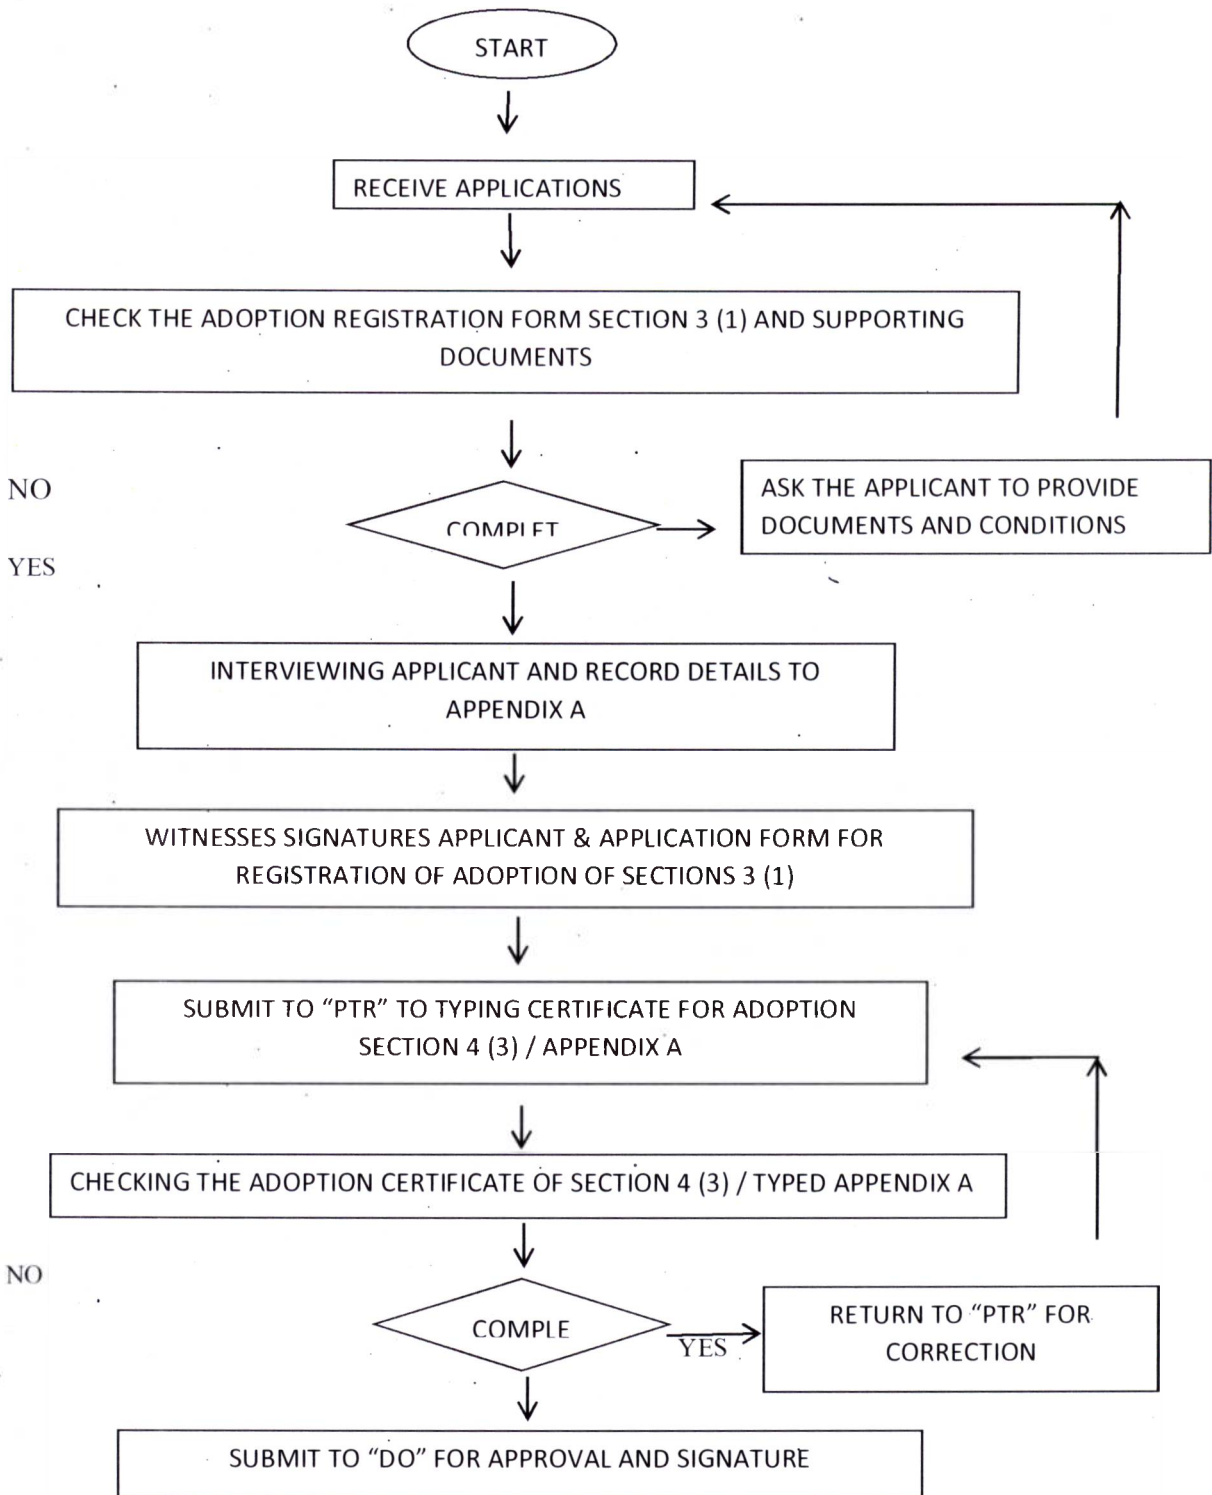 START
RECEIVE APPLICATIONS
CHECK THE ADOPTION REGISTRATION FORM SECTION 3 (1) AND SUPPORTING
DOCUMENTS
NO
ASK THE APPLICANT TO PROVIDE
DOCUMENTS AND CONDITIONS
COMPLET
YES
INTERVIEWING APPLICANT AND RECORD DETAILS TO
APPENDIX A
WITNESSES SIGNATURES APPLICANT & APPLICATION FORM FOR
REGISTRATION OF ADOPTION OF SECTIONS 3 (1)
SUBMIT TO “PTR” TO TYPING CERTIFICATE FOR ADOPTION
SECTION 4 (3) / APPENDIX A
CHECKING THE ADOPTION CERTIFICATE OF SECTION 4 (3) / TYPED APPENDIX A
NO
COMPLE
YES
RETURN TO “PTR” FOR
CORRECTION
SUBMIT TO “DO” FOR APPROVAL AND SIGNATURE